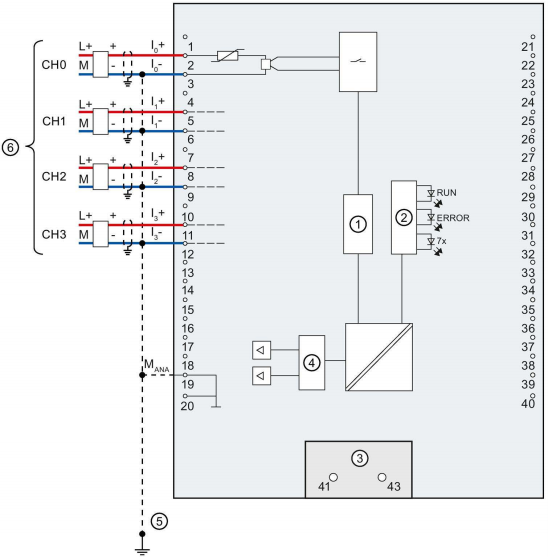 1 21
L+ + I0+
CH0 2 22
M - I0- 3 23
4 24
L+ + I1+
CH1 5 25
M - I1- 6 26
7 27
L+ + I2+
CH2 8 28
M - I2- 9 29
10 30
L+ + I3+
CH3 11 31
M - I3- 12 32
13 33
14 34
15 35
16 36
17 37
MANA 18 38
19 39
20 40
6
1
2
RUN
ERROR
7x
4
3
41 43
5